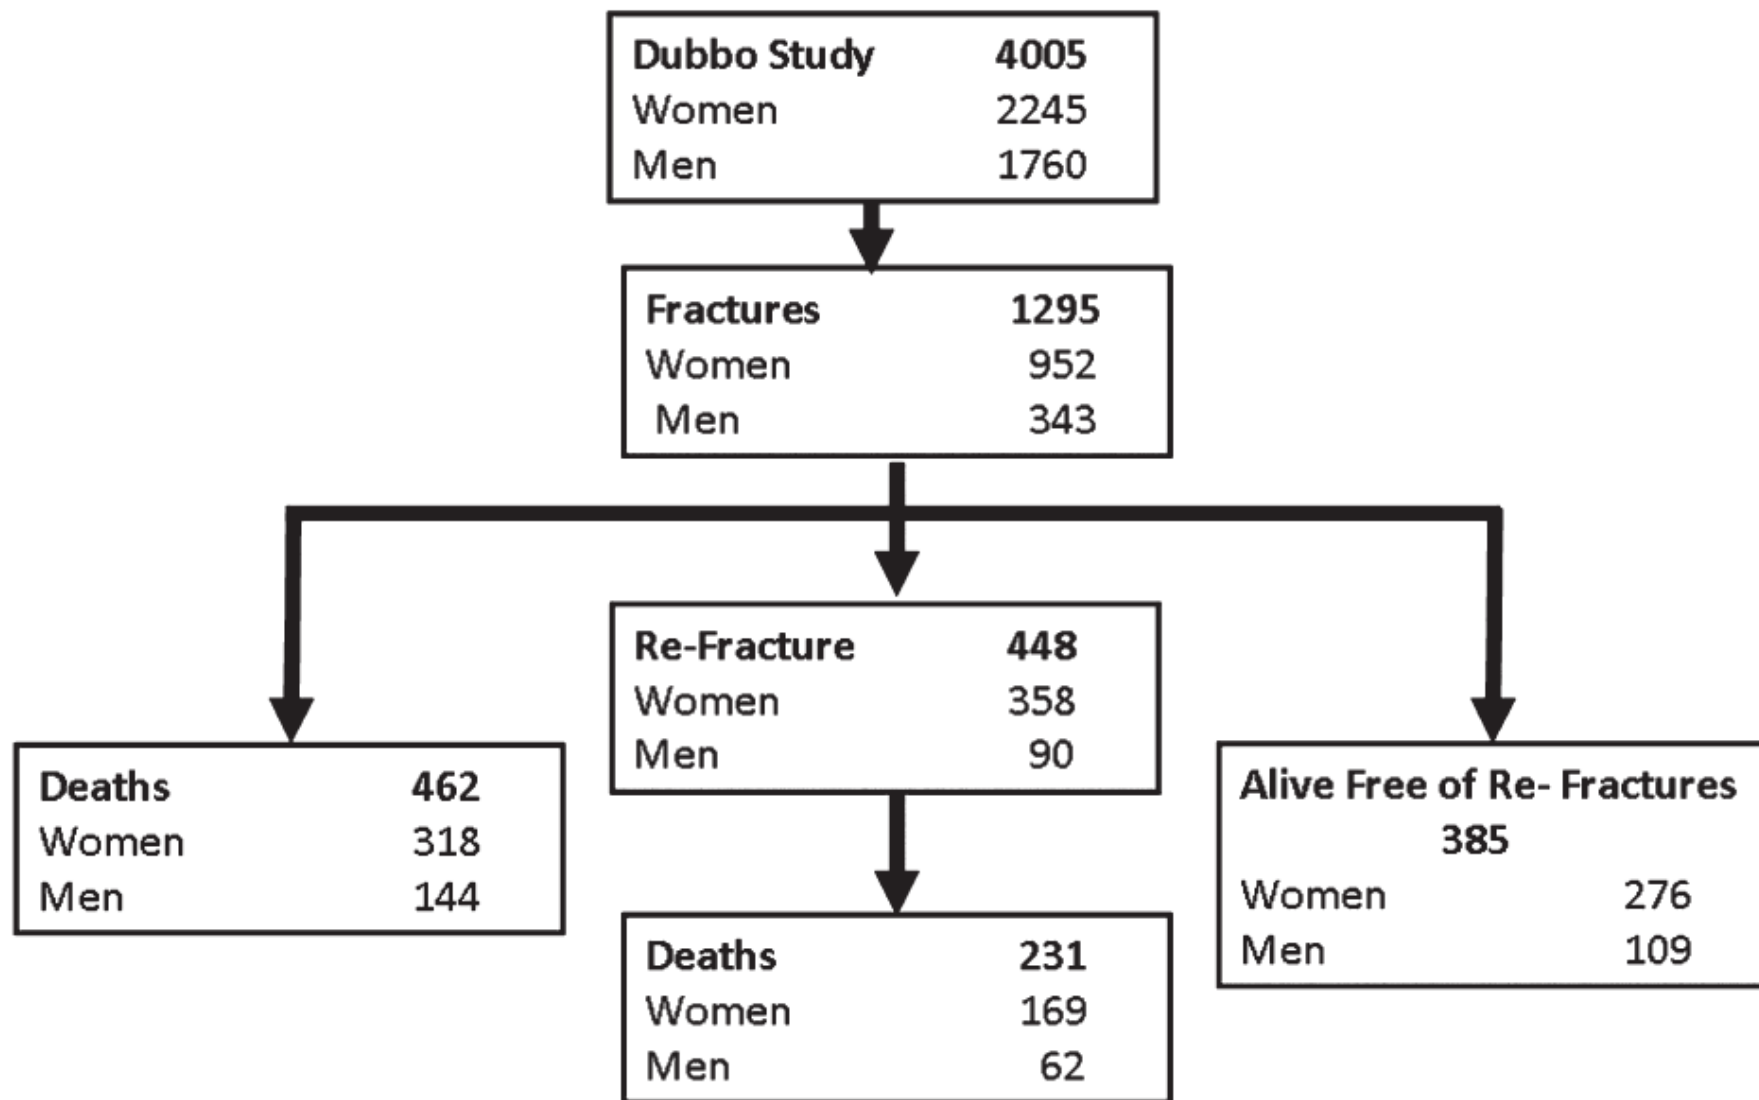 Dubbo Study 4005
Women 2245
Men 1760
Fractures 1295
Women 952
Men 343
Re-Fracture 448
Women 358
Men 90
Deaths 462
Women 318
Men 144
Alive Free of Re- Fractures
385
Women 276
Men 109
Deaths 231
Women 169
Men 62